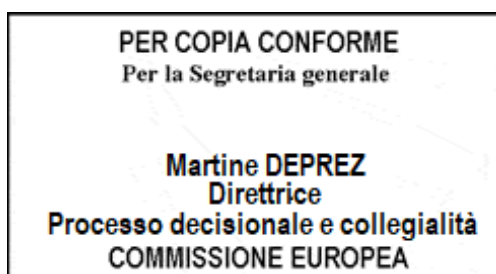 PER COPIA CONFORME
Per la Segretaria generale
Martine DEPREZ
Direttrice
Processo decisionale e collegialità
COMMISSIONE EUROPEA